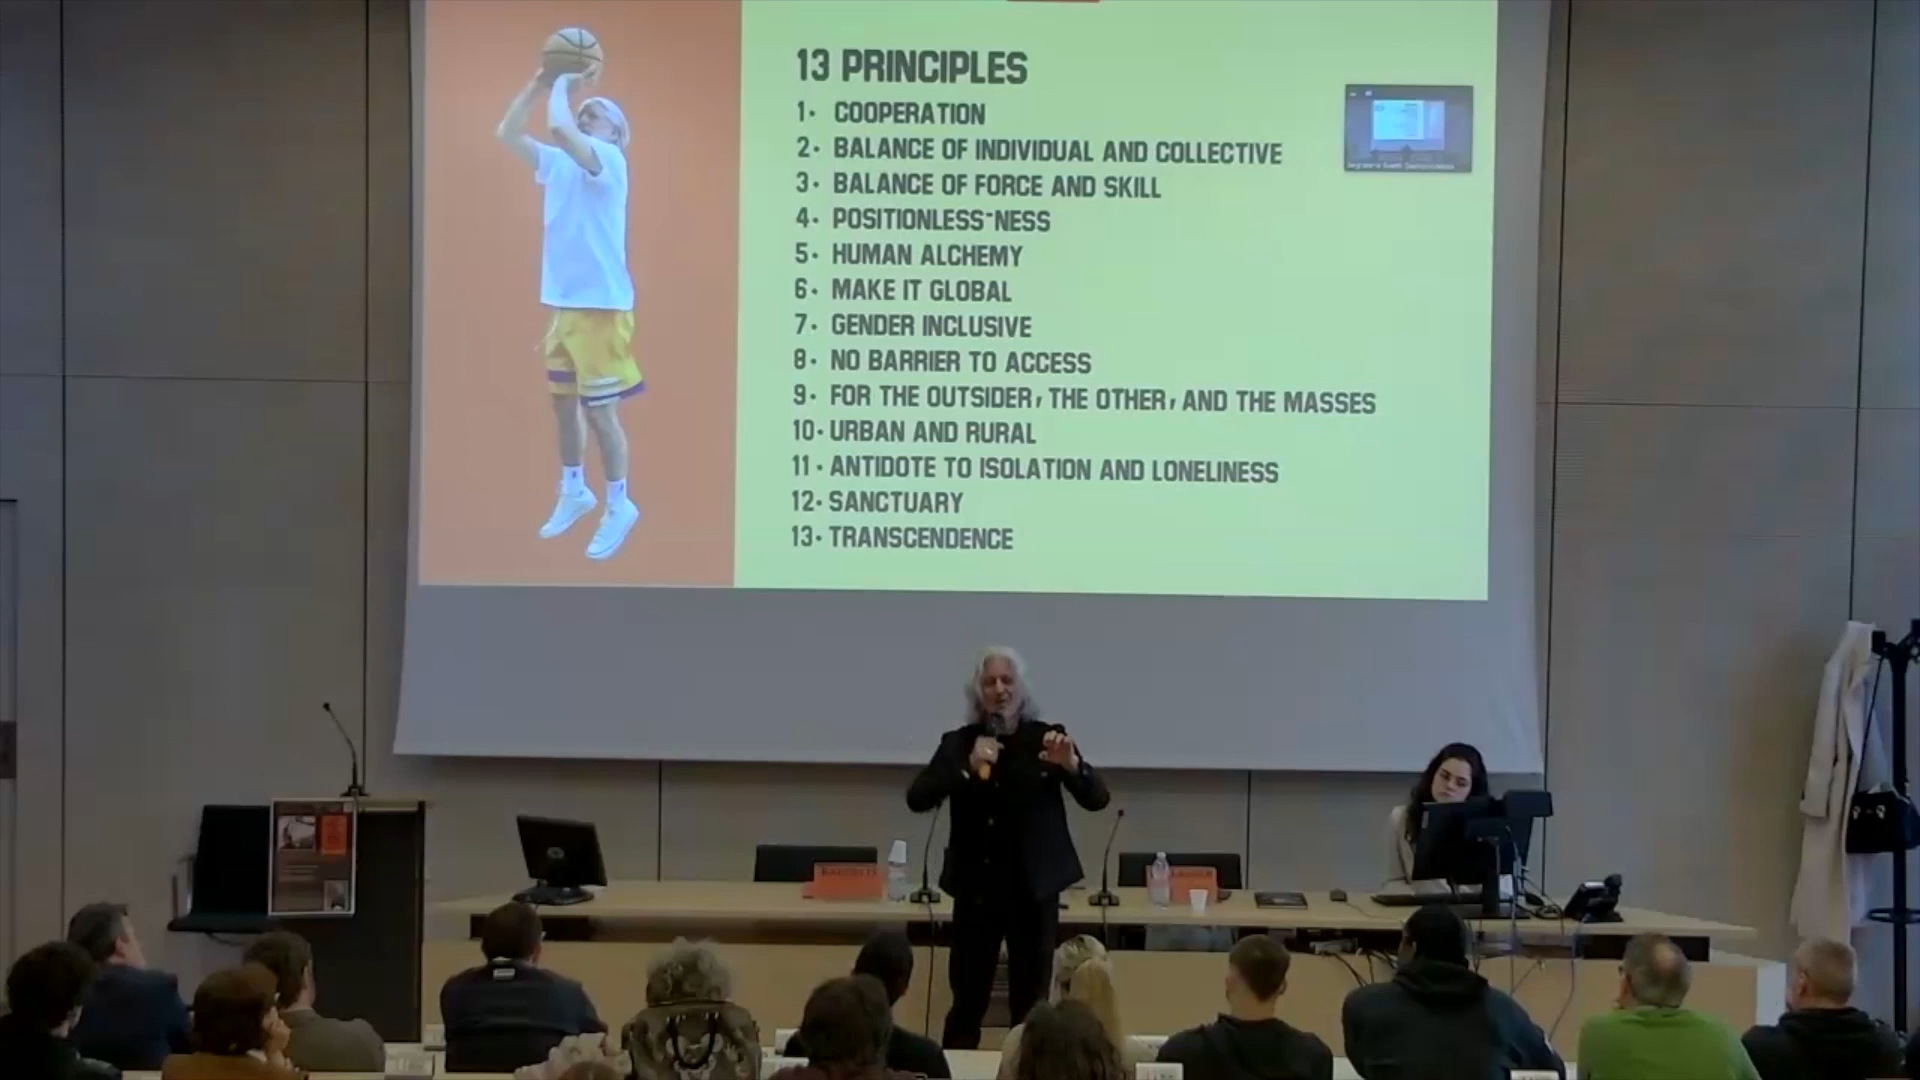 13 PRINCIPLES
1. COOPERATION
2. BALANCE OF INDIVIDUAL AND COLLECTIVE
3. BALANCE OF FORCE AND SKILL
4. POSITIONLESS-NESS
5. HUMAN ALCHEMY
6. MAKE IT GLOBAL
7. GENDER INCLUSIVE
8. NO BARRIER TO ACCESS
9. FOR THE OUTSIDER, THE OTHER, AND THE MASSES
10. URBAN AND RURAL
11. ANTIDOTE TO ISOLATION AND LONELINESS
12. SANCTUARY
13. TRANSCENDENCE